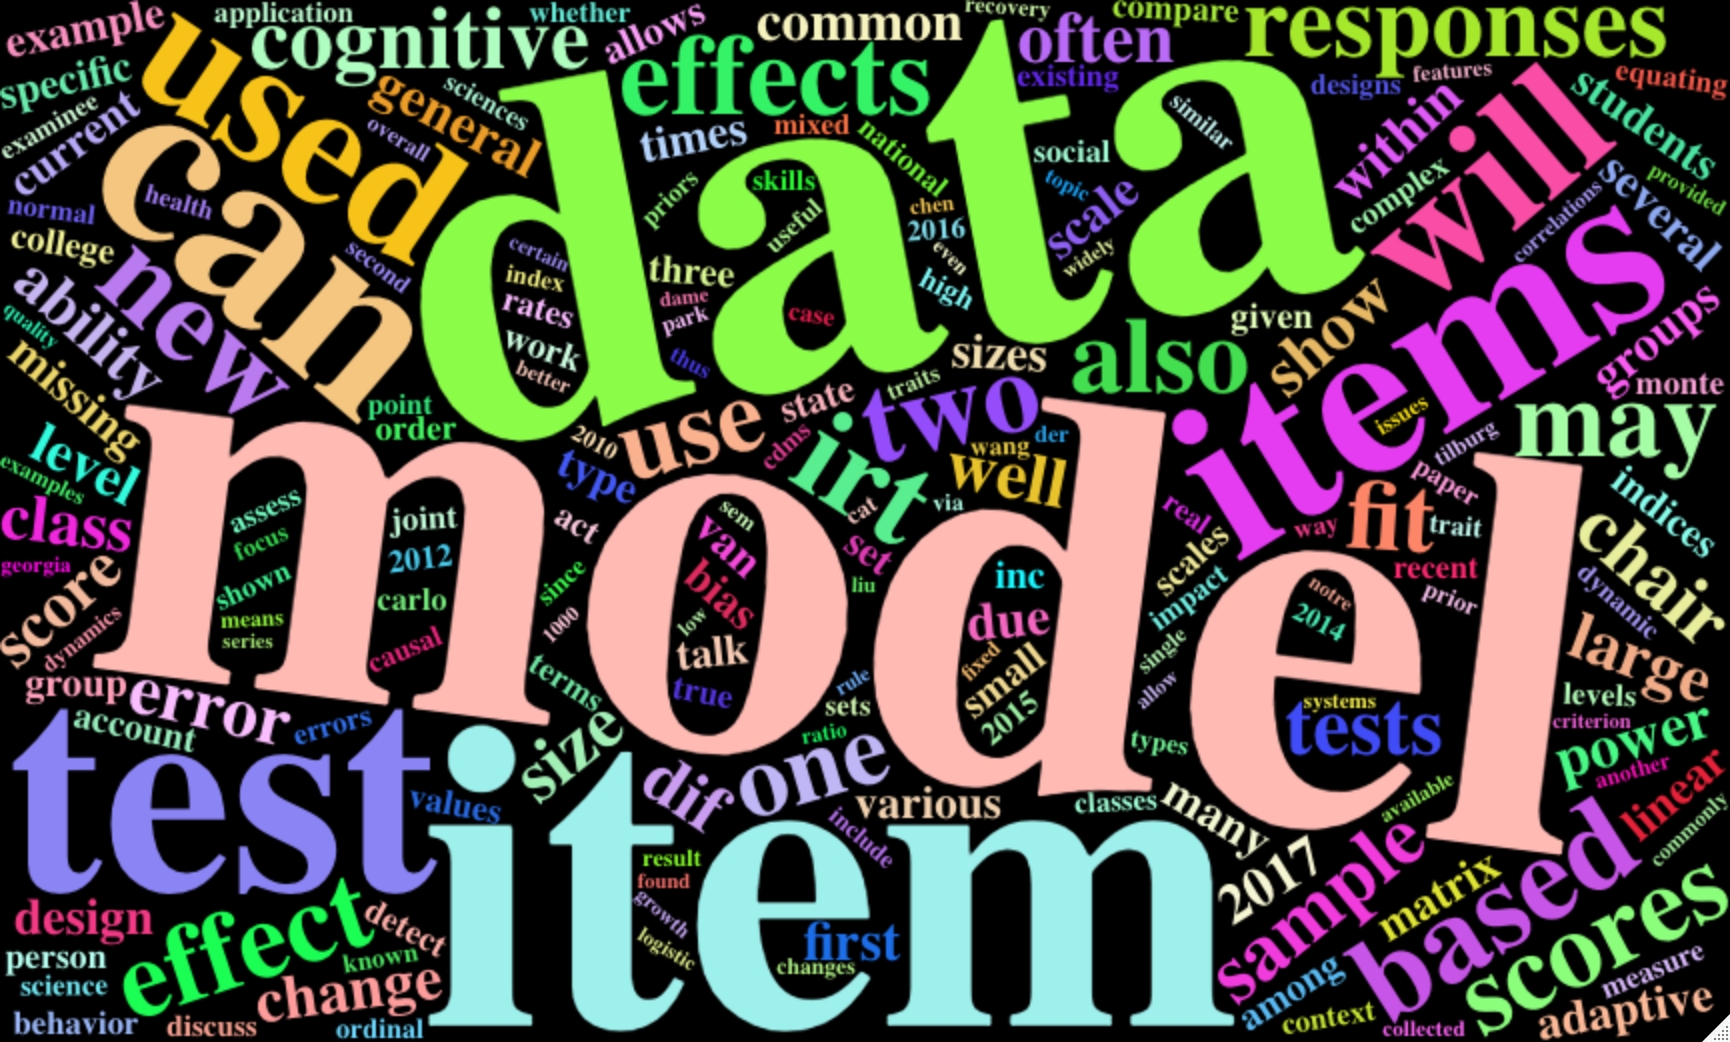 example
application
whether
recovery
compare
cognitive
allows
common
often
responses
specific
used
general
sciences
effects
existing
designs
features
equating
examinee
current
overall
times
mixed
national
data
similar
social
topic
within
will
students
can
health
priors
skills
useful
chen
2016
even
scale
widely
complex
correlations
several
provided
normal
college
new
second
certain
index
rates
work
better
three
dame
park
case
thus
high
given
show
items
groups
ability
quality
missing
point
order
2010
use
state
traits
sizes
also
two
issues
monte
may
tilburg
level
examples
class
georgia
type
cdms
irt
wang
der
well
via
cat
paper
indices
model
assess
focus
shown
means
series
joint
2012
carlo
causal
act
since
1000
sem
van
bias
low
talk
true
set
liu
inc
due
fixed
small
2015
real
way
fit
trait
scales
impact
recent
prior
notre
2014
single
allow
chair
dynamic
large
score
dynamics
group
error
account
errors
terms
size
rule
sets
ratio
types
systems
tests
levels
criterion
power
another
test
values
item
dif
one
various
include
classes
many
available
linear
commonly
result
found
growth
logistic
first
changes
2017
sample
matrix
based
scores
design
effect
detect
person
known
science
change
behavior
discuss
ordinal
among
context
collected
measure
adaptive